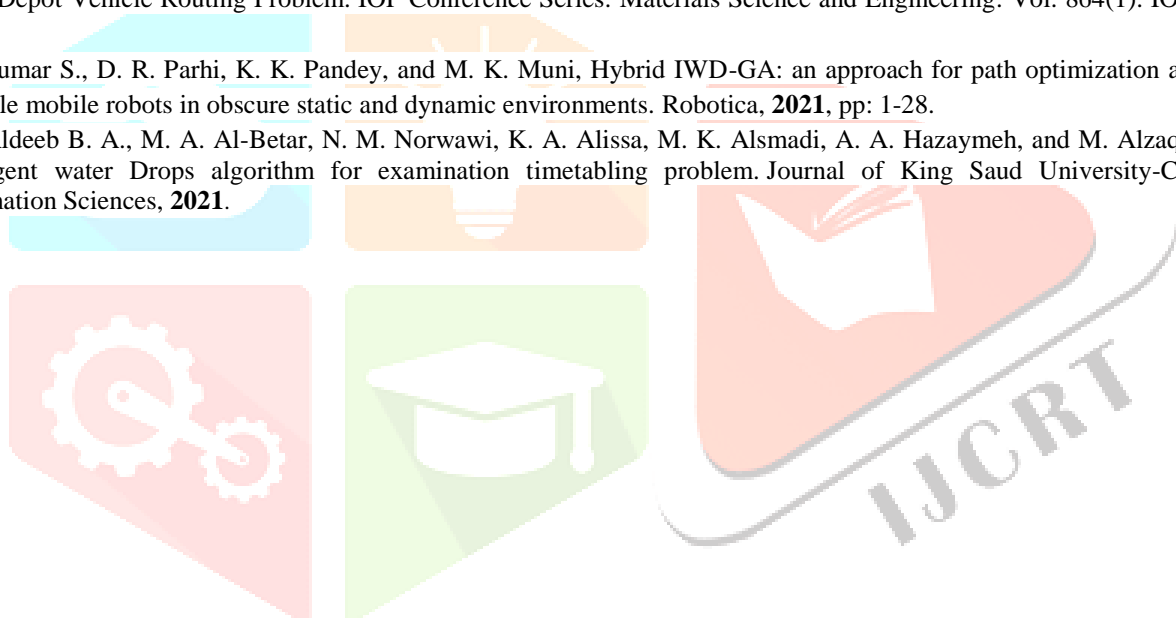 Depot Vehicle Routing Problem. IOP Conference Series: Materials Science and Engineering. Vol. 864(1). IO
umar S., D. R. Parhi, K. K. Pandey, and M. K. Muni, Hybrid IWD-GA: an approach for path optimization a
le mobile robots in obscure static and dynamic environments. Robotica, 2021, pp: 1-28.
ldeeb B. A., M. A. Al-Betar, N. M. Norwawi, K. A. Alissa, M. K. Alsmadi, A. A. Hazaymeh, and M. Alzaq
gent water Drops algorithm for examination timetabling problem. Journal of King Saud University-C
nation Sciences, 2021.
IJCRT